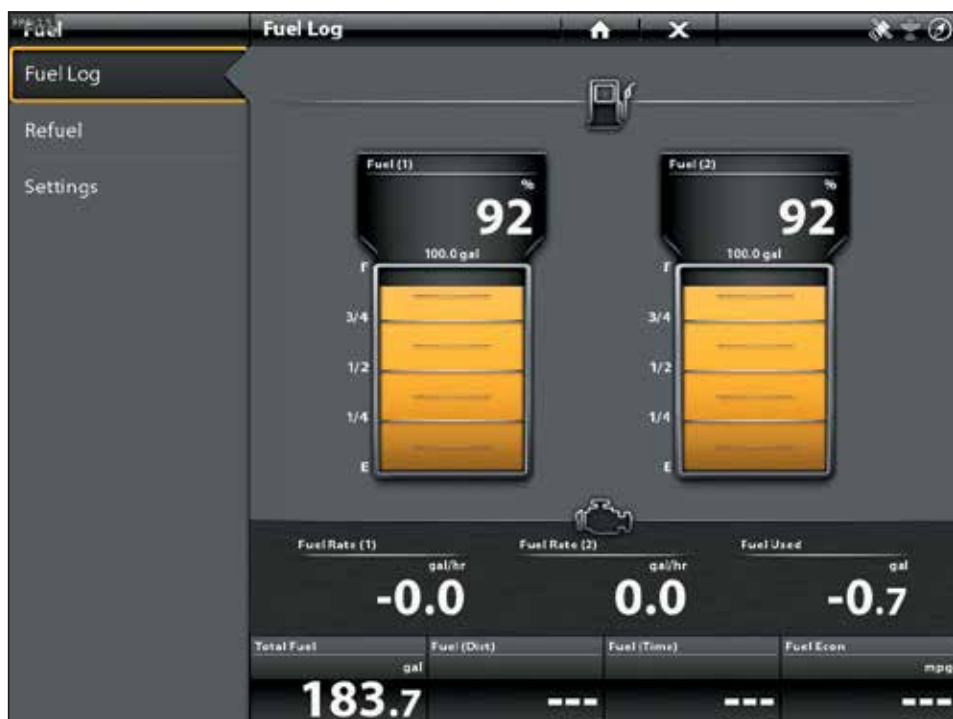 Fuel
Fuel Log
Fuel Log
Refuel
Settings
Fuel (1)
%
92
100.0 gal
F
3/4
1/2
1/4
E
Fuel (2)
%
92
100.0 gal
F
3/4
1/2
1/4
E
Fuel Rate (1)
gal/hr
-0.0
Fuel Rate (2)
gal/hr
0.0
Fuel Used
gal
-0.7
Total Fuel
gal
183.7
Fuel (Dist)
---
Fuel (Time)
---
Fuel Econ
mpg
---